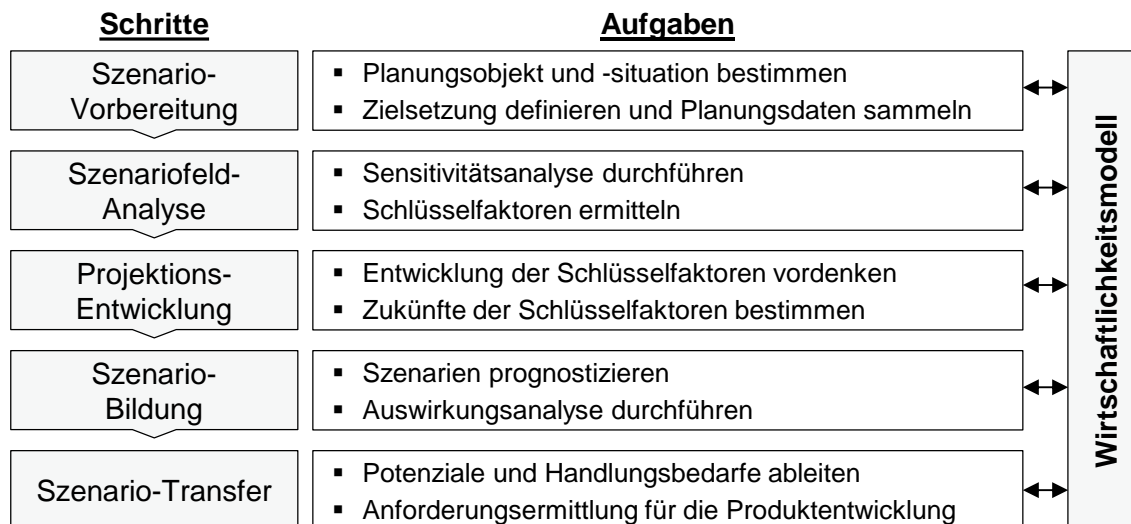 Schritte
Aufgaben
Szenario-
Vorbereitung
▪ Planungsobjekt und -situation bestimmen
▪ Zielsetzung definieren und Planungsdaten sammeln
Szenariofeld-
Analyse
▪ Sensitivitätsanalyse durchführen
▪ Schlüsselfaktoren ermitteln
Projektions-
Entwicklung
▪ Entwicklung der Schlüsselfaktoren vordenken
▪ Zukünfte der Schlüsselfaktoren bestimmen
Szenario-
Bildung
▪ Szenarien prognostizieren
▪ Auswirkungsanalyse durchführen
Szenario-Transfer
▪ Potenziale und Handlungsbedarfe ableiten
▪ Anforderungsermittlung für die Produktentwicklung
Wirtschaftlichkeitsmodell